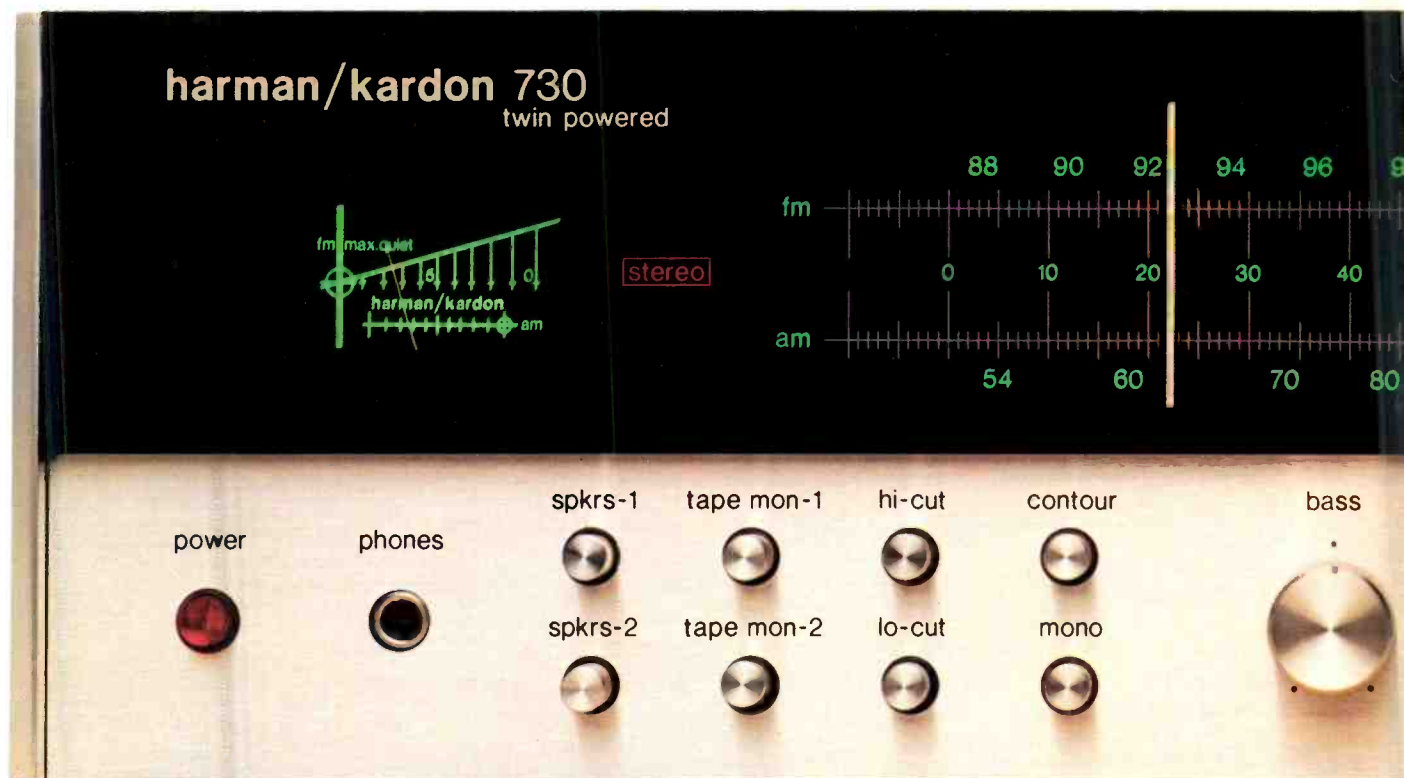 harman/kardon 730
twin powered
88 90 92 94 96 9
fm
fm max.quiet
5 0
stereo
0 10 20 30 40
harman/kardon
am
am
54 60 70 80
spkrs-1 tape mon-1 hi-cut contour bass
power phones
spkrs-2 tape mon-2 lo-cut mono